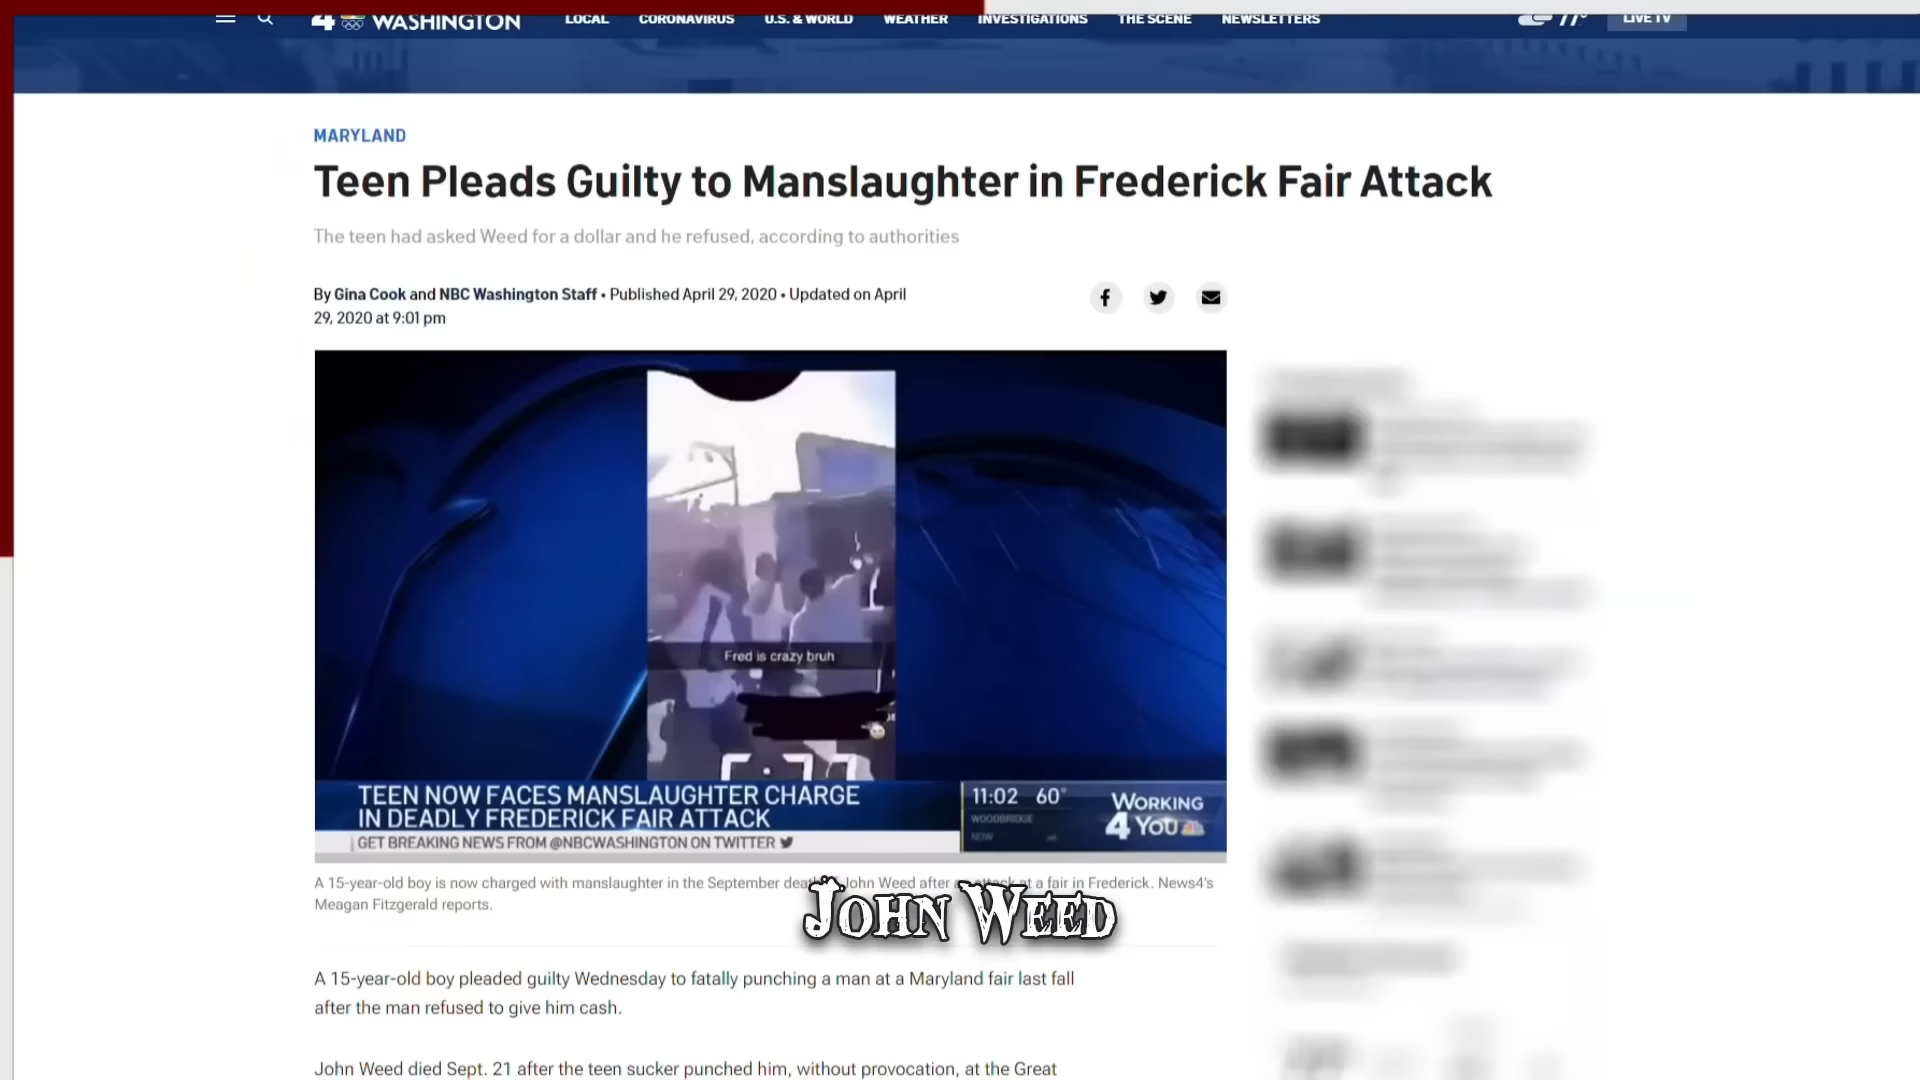 4 WASHINGTON LOCAL CORONAVIRUS U.S. & WORLD WEATHER INVESTIGATIONS THE SCENE NEWSLETTERS 77° LIVE TV
MARYLAND
Teen Pleads Guilty to Manslaughter in Frederick Fair Attack
The teen had asked Weed for a dollar and he refused, according to authorities
By Gina Cook and NBC Washington Staff • Published April 29, 2020 • Updated on April
29, 2020 at 9:01 pm
Fred is crazy bruh
TEEN NOW FACES MANSLAUGHTER CHARGE
IN DEADLY FREDERICK FAIR ATTACK
GET BREAKING NEWS FROM @NBCWASHINGTON ON TWITTER
11:02 60°
WOODBRIDGE
NOW
WORKING
4 YOU
A 15-year-old boy is now charged with manslaughter in the September death John Weed after attack at a fair in Frederick. News4's
Meagan Fitzgerald reports.
JOHN WEED
A 15-year-old boy pleaded guilty Wednesday to fatally punching a man at a Maryland fair last fall
after the man refused to give him cash.
John Weed died Sept. 21 after the teen sucker punched him, without provocation, at the Great